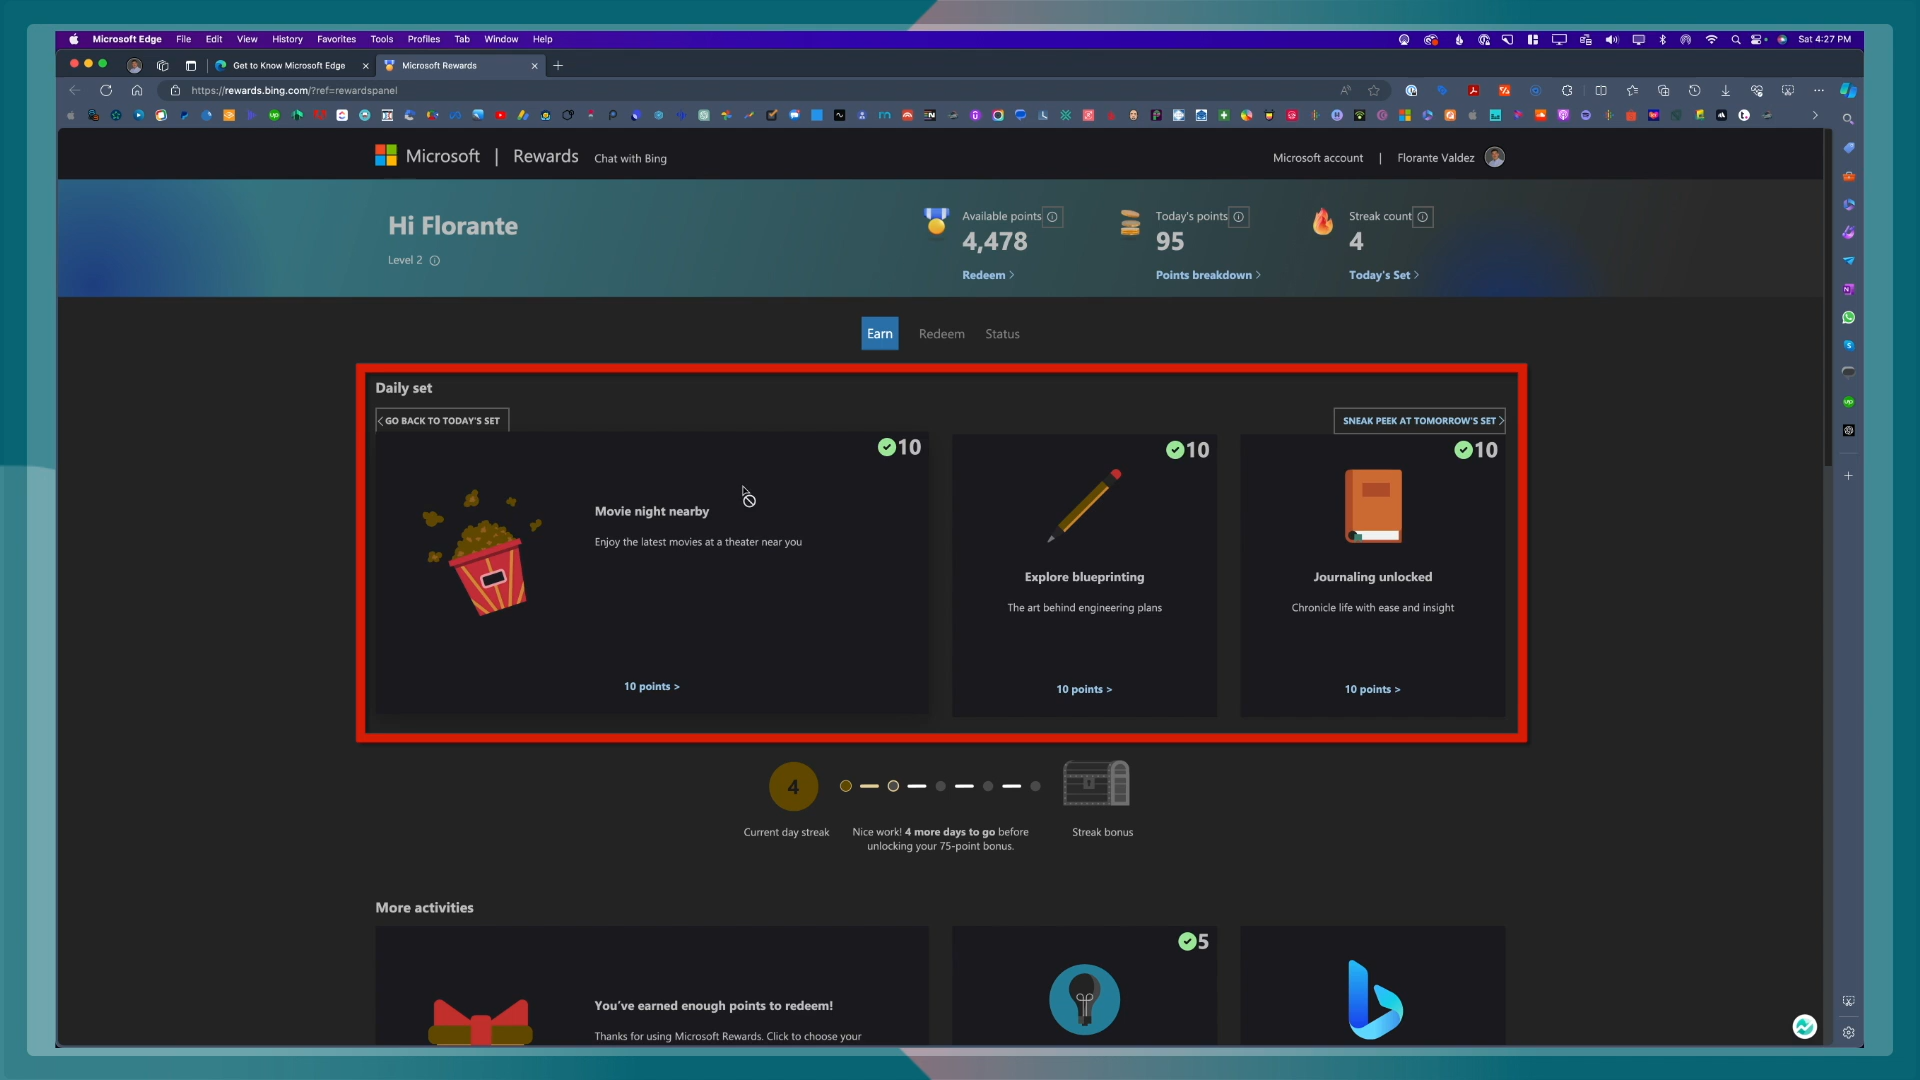 Microsoft Edge File Edit View History Favorites Tools Profiles Tab Window Help
Sat 4:27 PM
Get to Know Microsoft Edge
Microsoft Rewards
https://rewards.bing.com/?ref=rewardspanel
Microsoft | Rewards Chat with Bing
Microsoft account | Florante Valdez
Hi Florante
Level 2
Available points
4,478
Redeem >
Today's points
95
Points breakdown >
Streak count
4
Today's Set >
Earn Redeem Status
Daily set
< GO BACK TO TODAY'S SET
SNEAK PEEK AT TOMORROW'S SET >
10
Movie night nearby
Enjoy the latest movies at a theater near you
10 points >
10
Explore blueprinting
The art behind engineering plans
10 points >
10
Journaling unlocked
Chronicle life with ease and insight
10 points >
4
Current day streak
Nice work! 4 more days to go before
unlocking your 75-point bonus.
Streak bonus
More activities
You've earned enough points to redeem!
Thanks for using Microsoft Rewards. Click to choose your
5